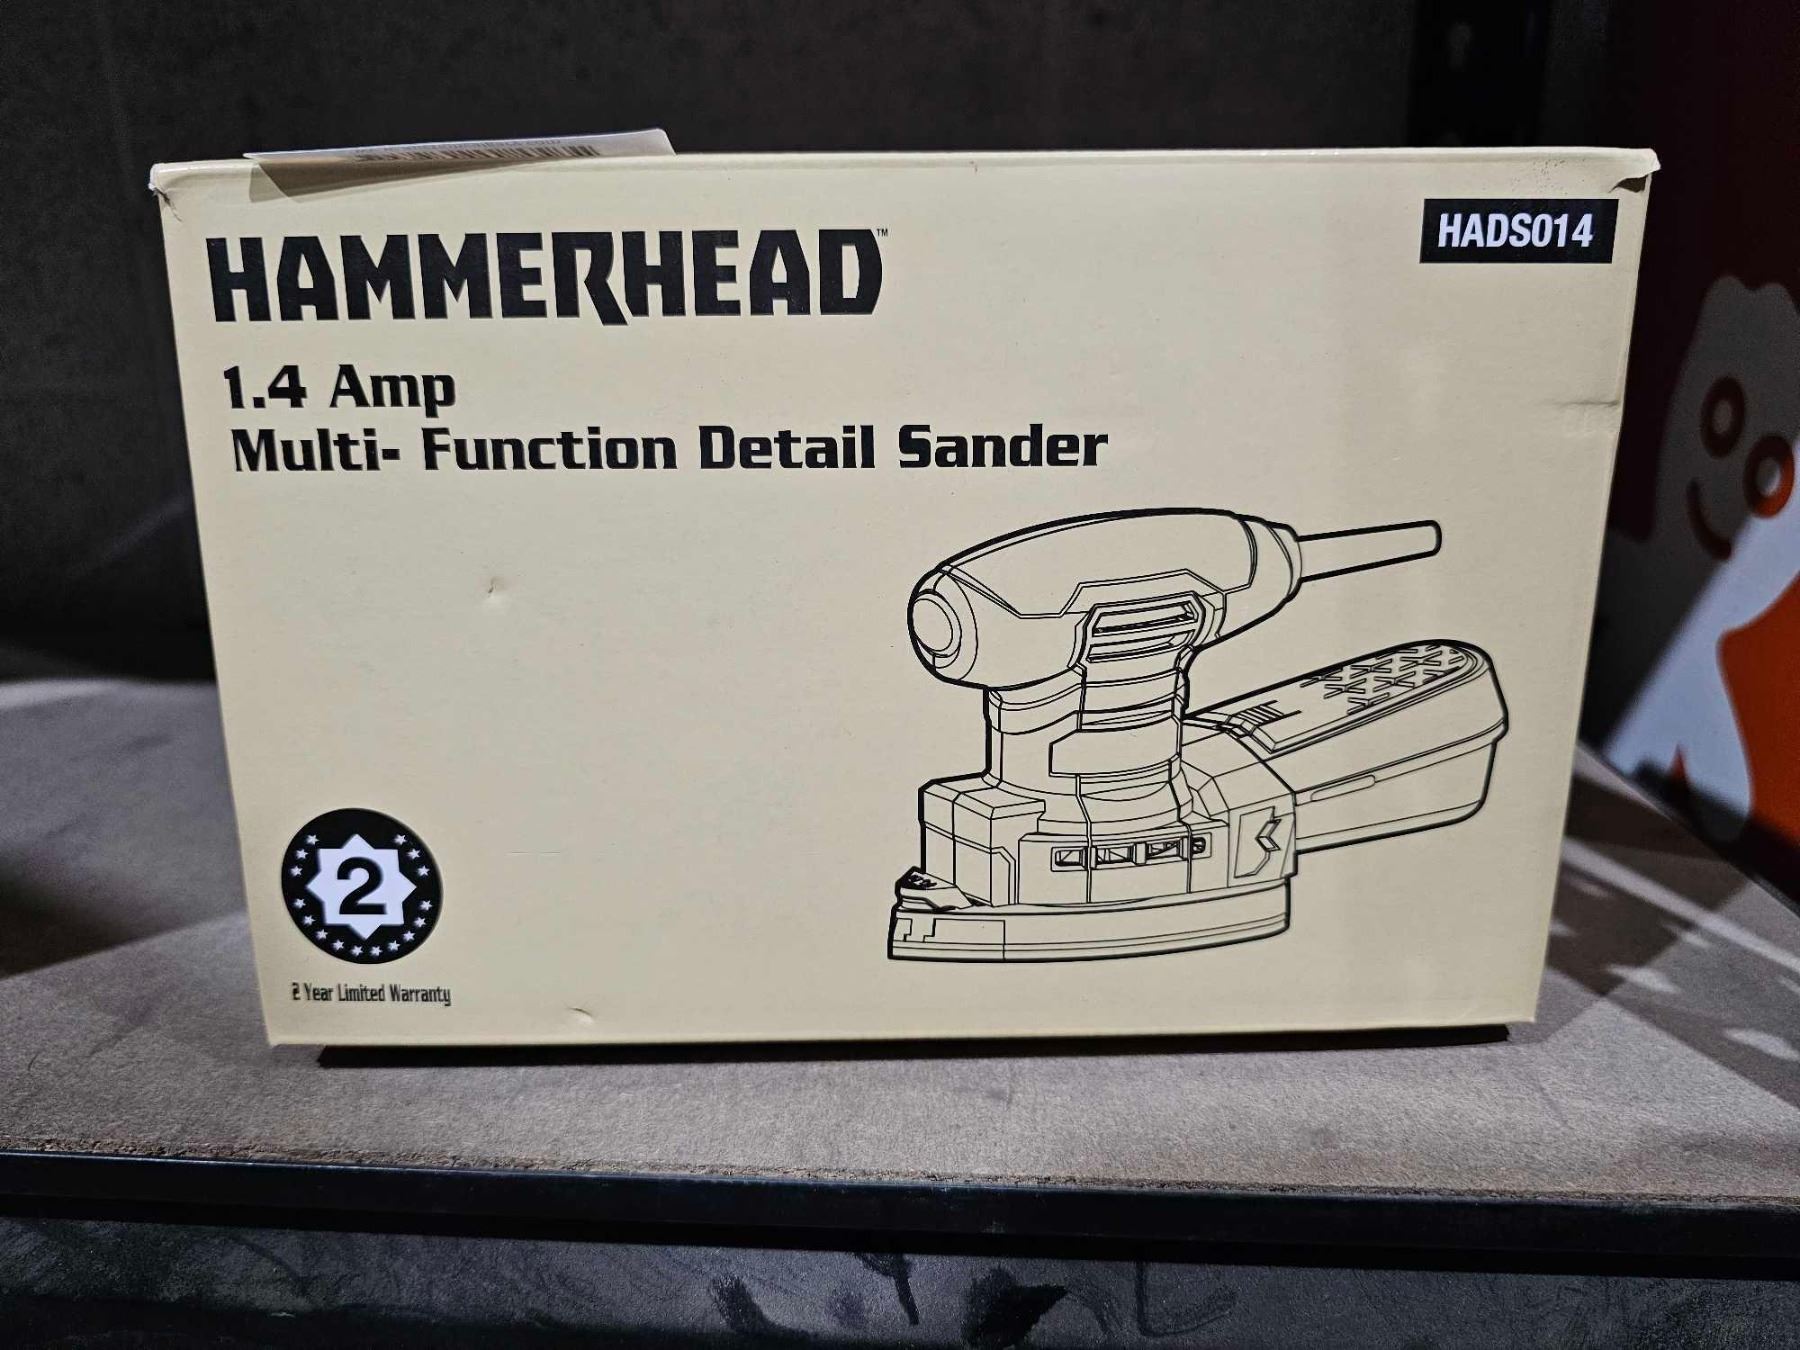 HAMMERHEAD™
HADS014
1.4 Amp
Multi- Function Detail Sander
2
2 Year Limited Warranty